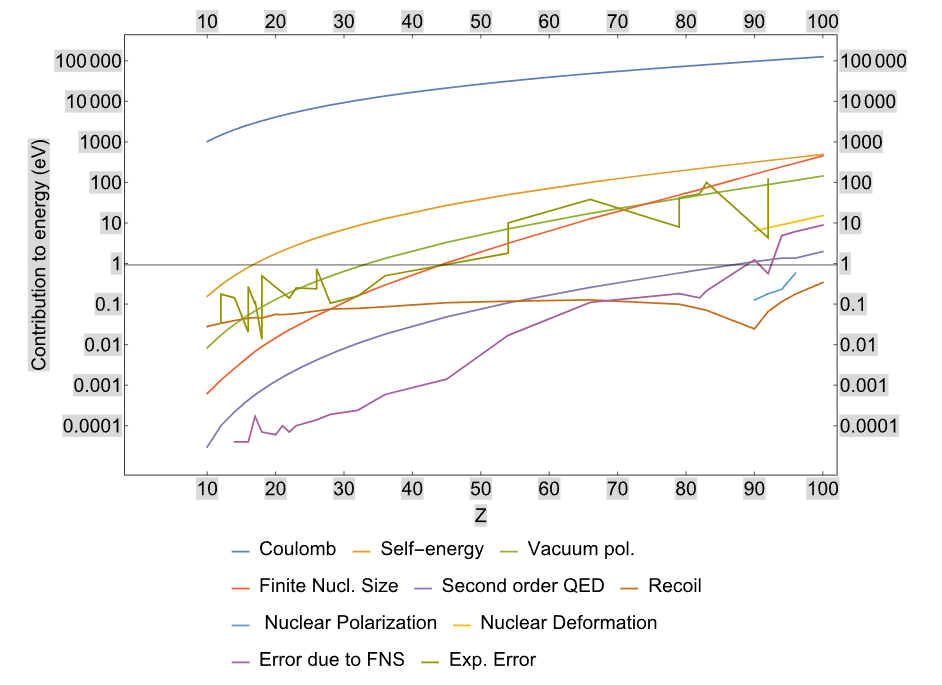 10 20 30 40 50 60 70 80 90 100
100 000 100 000
10 000 10 000
1000 1000
100 100
10 10
1 1
0.1 0.1
0.01 0.01
0.001 0.001
0.0001 0.0001
Contribution to energy (eV)
10 20 30 40 50 60 70 80 90 100
Z
Coulomb Self−energy Vacuum pol.
Finite Nucl. Size Second order QED Recoil
Nuclear Polarization Nuclear Deformation
Error due to FNS Exp. Error